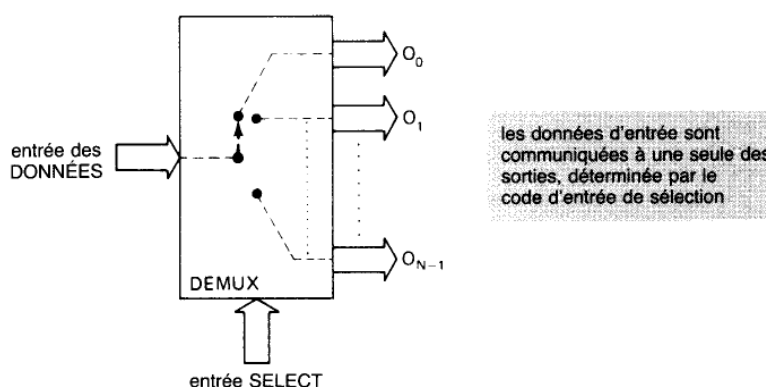 O0
O1
entrée des
DONNÉES
les données d'entrée sont
communiquées à une seule des
sorties, déterminée par le
code d'entrée de sélection
ON−1
DEMUX
entrée SELECT